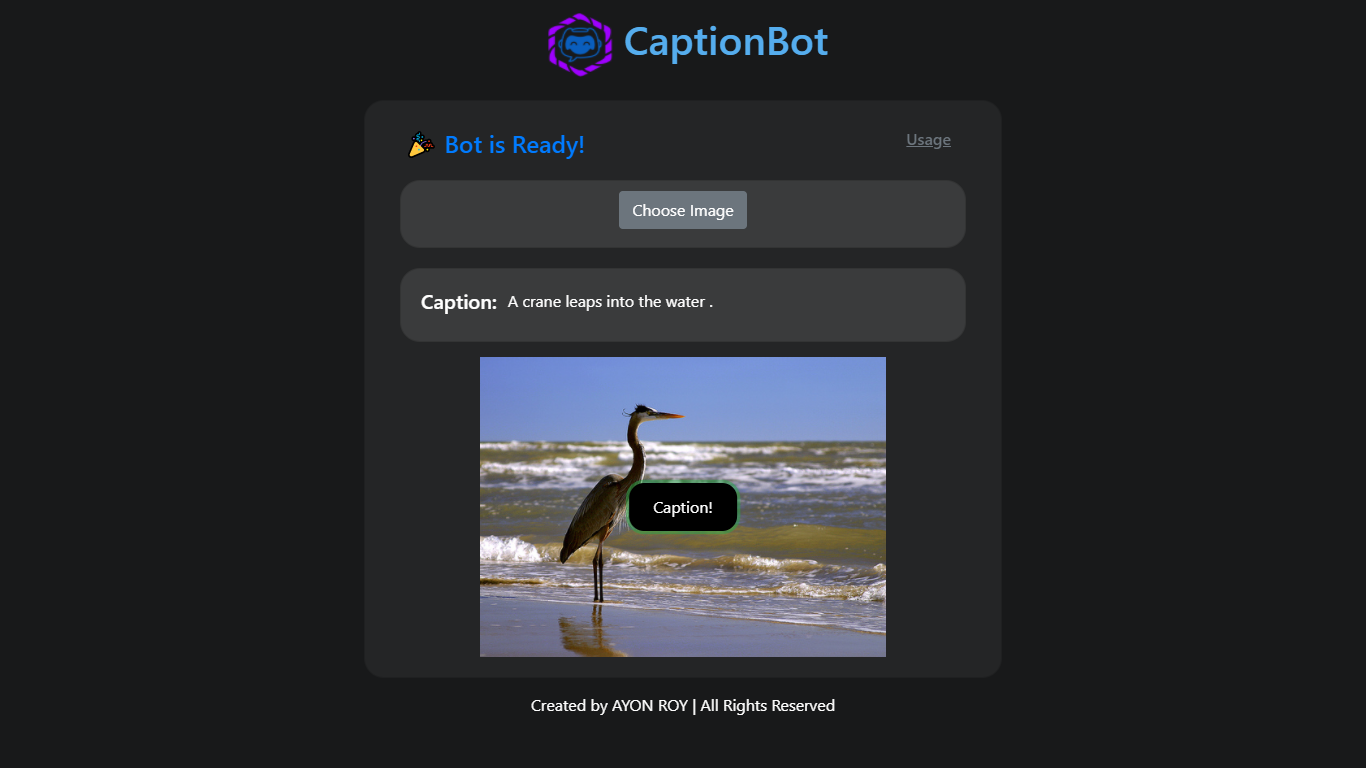 CaptionBot
Bot is Ready!
Usage
Choose Image
Caption: A crane leaps into the water .
Caption!
Created by AYON ROY | All Rights Reserved